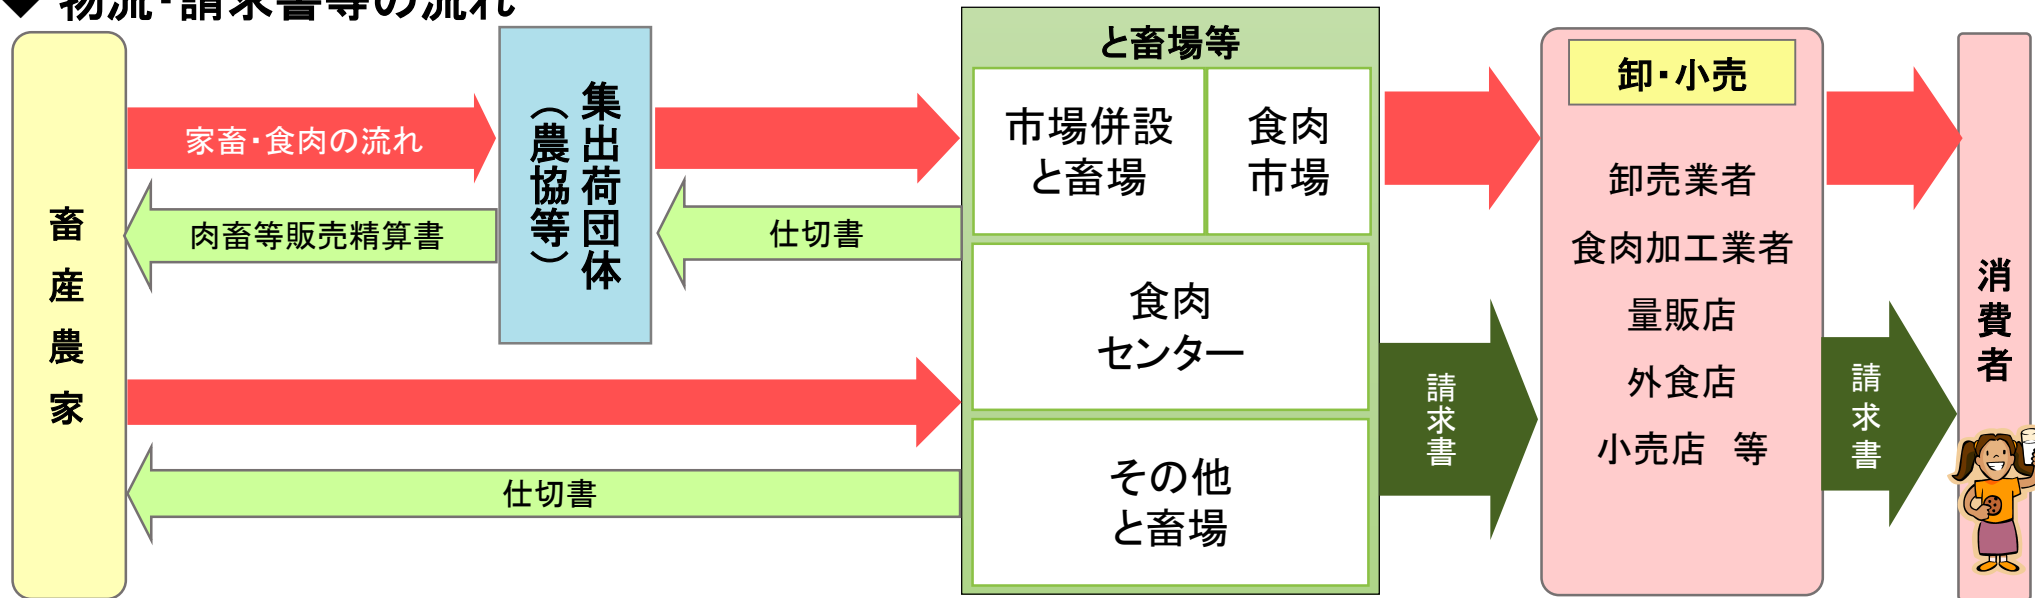 ◆ 物流・請求書等の流れ
畜産農家
家畜・食肉の流れ
肉畜等販売精算書
集出荷団体
（農協等）
仕切書
仕切書
と畜場等
市場併設
と畜場
食肉
市場
食肉
センター
その他
と畜場
請求書
卸・小売
卸売業者
食肉加工業者
量販店
外食店
小売店　等
請求書
消費者